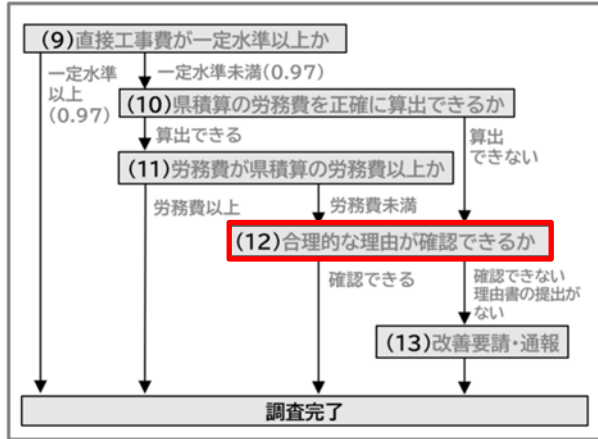 (9)直接工事費が一定水準以上か
一定水準
以上
(0.97)
一定水準未満(0.97)
(10)県積算の労務費を正確に算出できるか
算出できる
算出
できない
(11)労務費が県積算の労務費以上か
労務費以上
労務費未満
(12)合理的な理由が確認できるか
確認できる
確認できない
理由書の提出が
ない
(13)改善要請・通報
調査完了